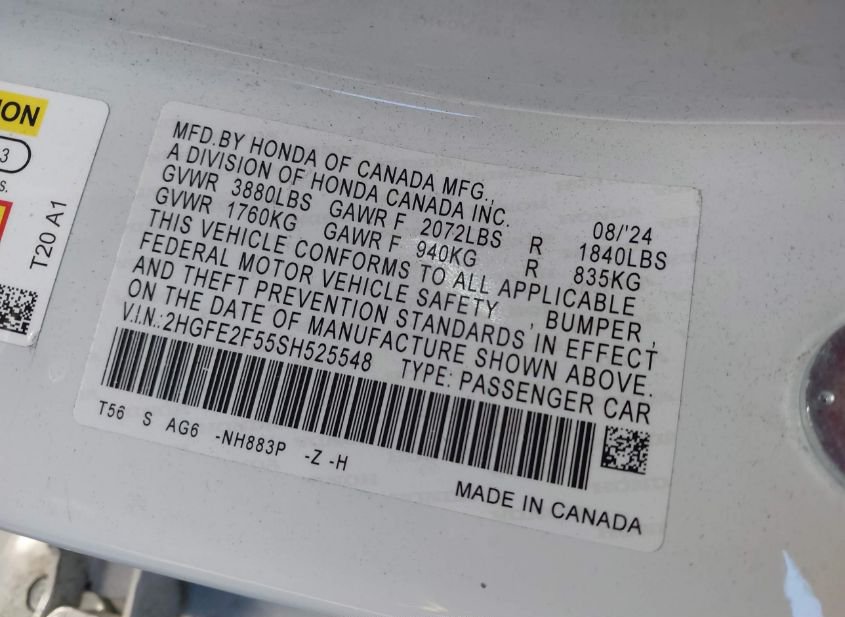 ION
3
s.
T20 A1
MFD. BY HONDA OF CANADA MFG.,
A DIVISION OF HONDA CANADA INC. 08/'24
GVWR 3880LBS GAWR F 2072LBS R 1840LBS
GVWR 1760KG GAWR F 940KG R 835KG
THIS VEHICLE CONFORMS TO ALL APPLICABLE
FEDERAL MOTOR VEHICLE SAFETY , BUMPER ,
AND THEFT PREVENTION STANDARDS IN EFFECT
ON THE DATE OF MANUFACTURE SHOWN ABOVE.
V.I.N.:2HGFE2F55SH525548 TYPE: PASSENGER CAR
T56 S AG6 -NH883P -Z -H
MADE IN CANADA